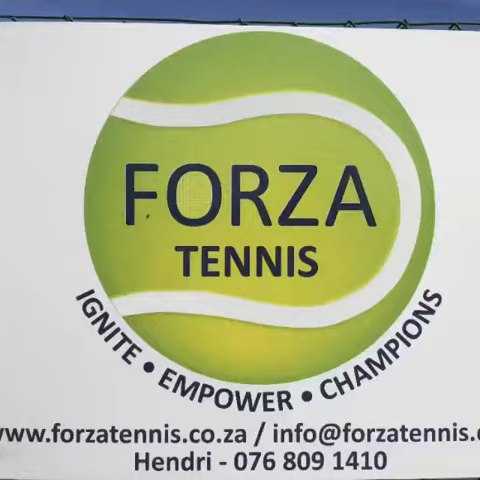 FORZA
TENNIS
IGNITE • EMPOWER • CHAMPIONS
www.forzatennis.co.za / info@forzatennis.c
Hendri - 076 809 1410